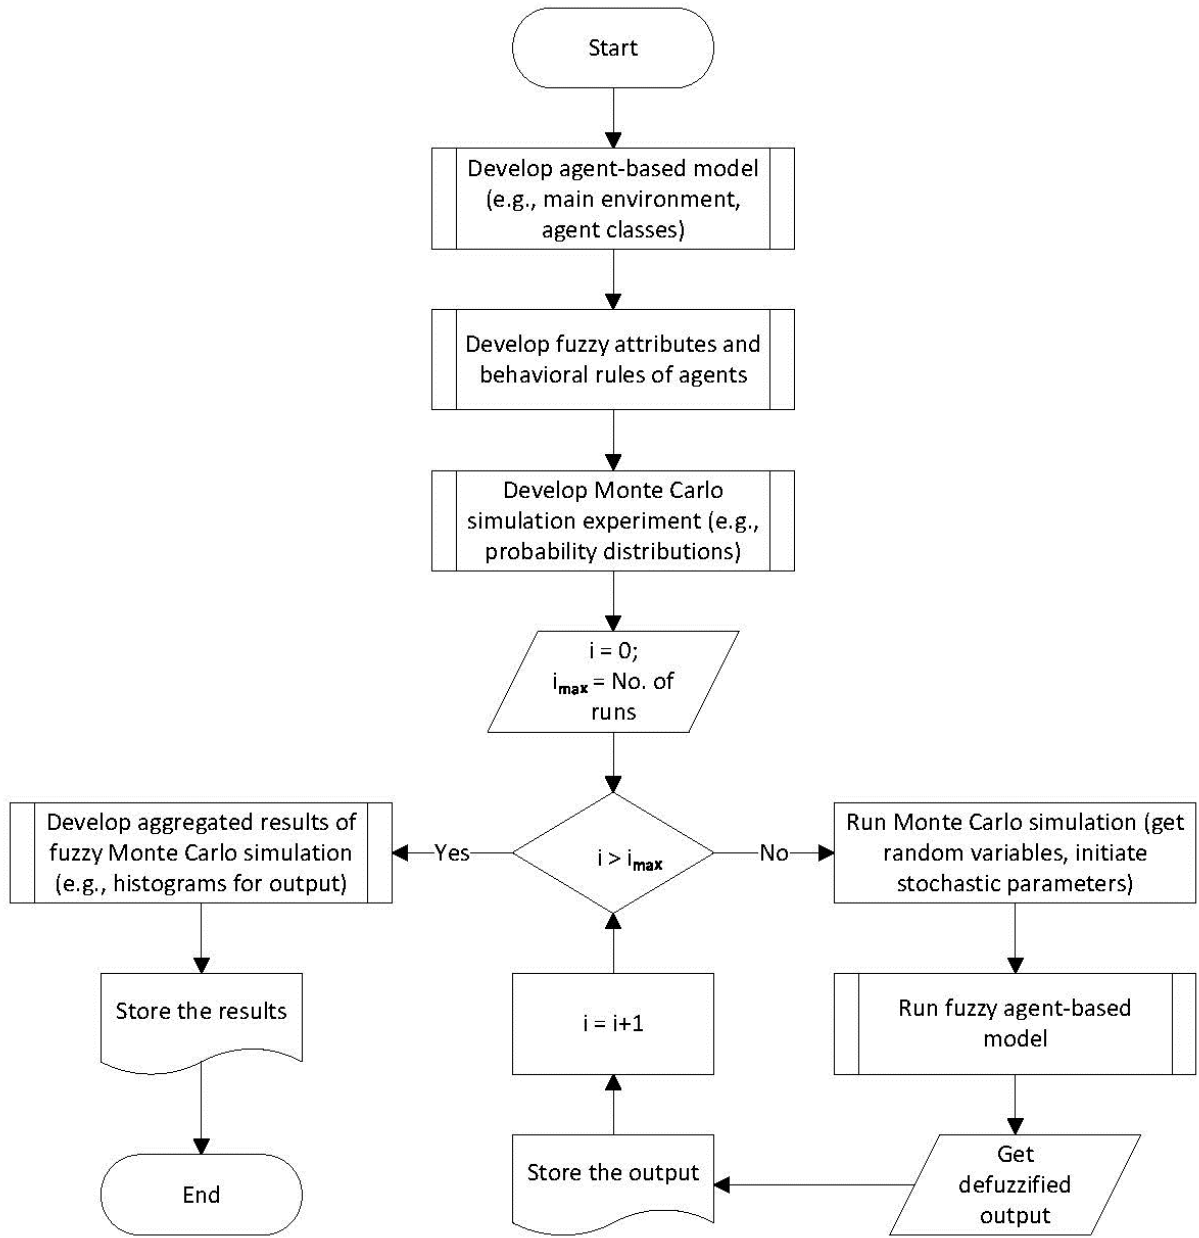 Start
Develop agent-based model
(e.g., main environment,
agent classes)
Develop fuzzy attributes and
behavioral rules of agents
Develop Monte Carlo
simulation experiment (e.g.,
probability distributions)
i = 0;
imax = No. of
runs
i > imax
Yes
No
Develop aggregated results of
fuzzy Monte Carlo simulation
(e.g., histograms for output)
Store the results
End
Run Monte Carlo simulation (get
random variables, initiate
stochastic parameters)
Run fuzzy agent-based
model
Get
defuzzified
output
Store the output
i = i+1